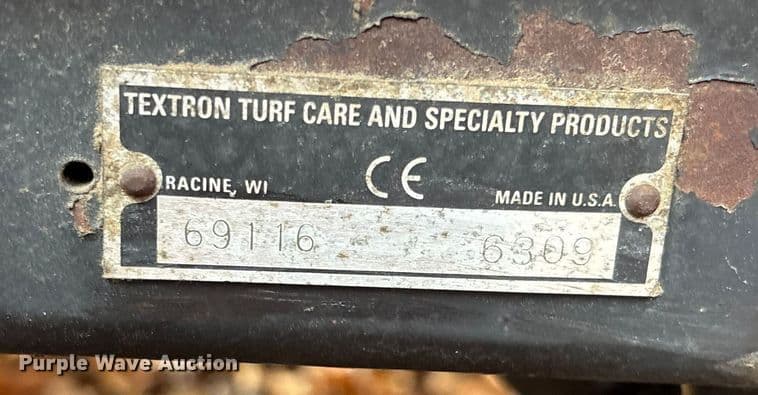 TEXTRON TURF CARE AND SPECIALTY PRODUCTS
CE
RACINE, WI MADE IN U.S.A.
69116 6309
Purple Wave Auction